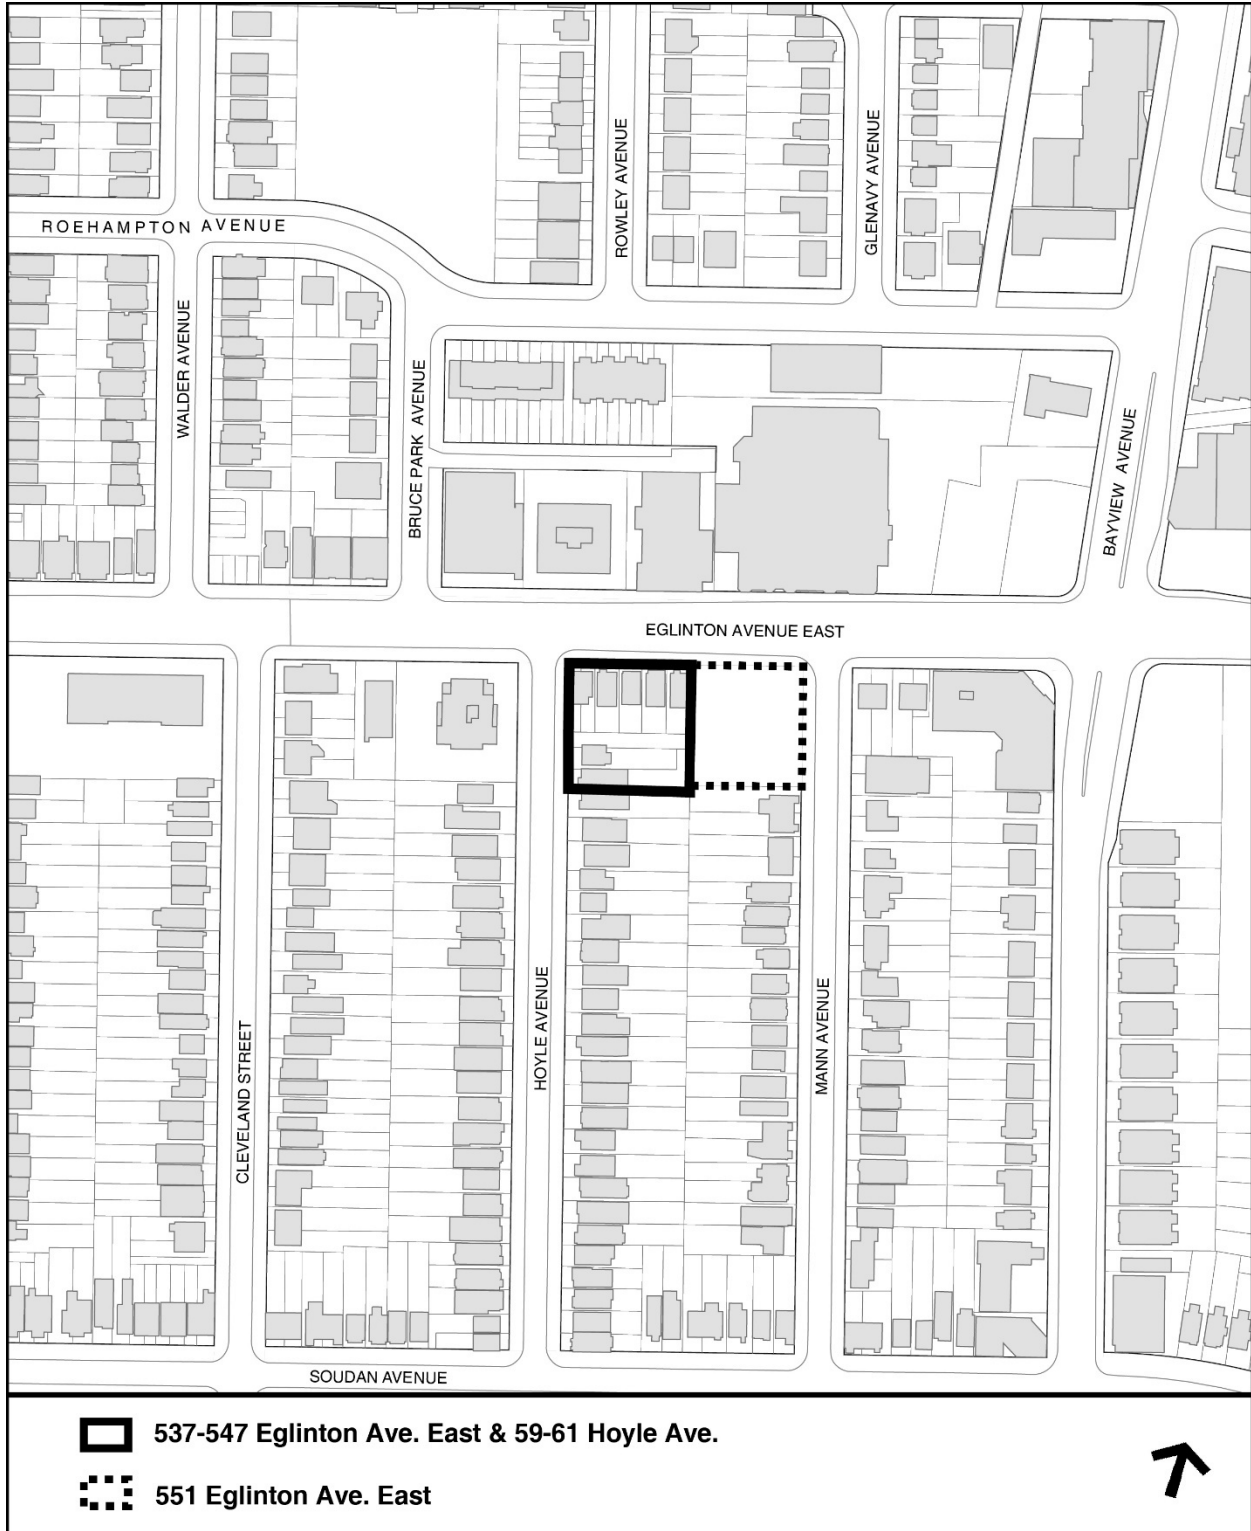 ROEHAMPTON AVENUE
ROWLEY AVENUE
GLENAVY AVENUE
WALDER AVENUE
BRUCE PARK AVENUE
BAYVIEW AVENUE
EGLINTON AVENUE EAST
HOYLE AVENUE
MANN AVENUE
CLEVELAND STREET
SOUDAN AVENUE
537-547 Eglinton Ave. East & 59-61 Hoyle Ave.
551 Eglinton Ave. East